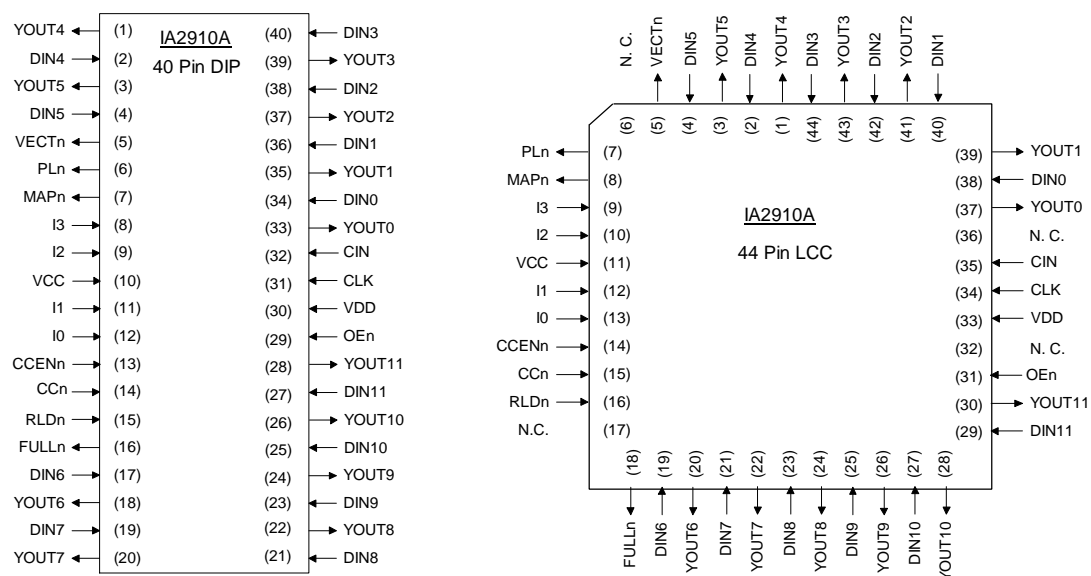 IA2910A
40 Pin DIP
YOUT4 (1) (40) DIN3
DIN4 (2) (39) YOUT3
YOUT5 (3) (38) DIN2
DIN5 (4) (37) YOUT2
VECTn (5) (36) DIN1
PLn (6) (35) YOUT1
MAPn (7) (34) DIN0
I3 (8) (33) YOUT0
I2 (9) (32) CIN
VCC (10) (31) CLK
I1 (11) (30) VDD
I0 (12) (29) OEn
CCENn (13) (28) YOUT11
CCn (14) (27) DIN11
RLDn (15) (26) YOUT10
FULLn (16) (25) DIN10
DIN6 (17) (24) YOUT9
YOUT6 (18) (23) DIN9
DIN7 (19) (22) YOUT8
YOUT7 (20) (21) DIN8
N. C. VECTn DIN5 YOUT5 DIN4 YOUT4 DIN3 YOUT3 DIN2 YOUT2 DIN1
(6) (5) (4) (3) (2) (1) (44) (43) (42) (41) (40)
IA2910A
44 Pin LCC
PLn (7) (39) YOUT1
MAPn (8) (38) DIN0
I3 (9) (37) YOUT0
I2 (10) (36) N. C.
VCC (11) (35) CIN
I1 (12) (34) CLK
I0 (13) (33) VDD
CCENn (14) (32) N. C.
CCn (15) (31) OEn
RLDn (16) (30) YOUT11
N.C. (17) (29) DIN11
(18) (19) (20) (21) (22) (23) (24) (25) (26) (27) (28)
FULLn DIN6 YOUT6 DIN7 YOUT7 DIN8 YOUT8 DIN9 YOUT9 DIN10 YOUT10